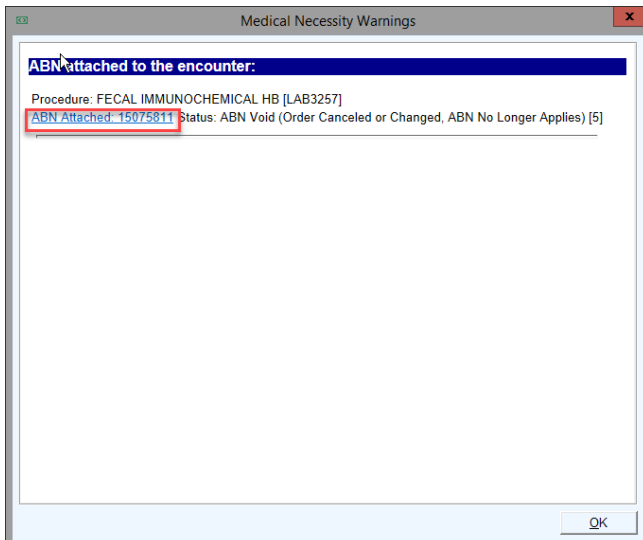 Medical Necessity Warnings
x
ABN attached to the encounter:
Procedure: FECAL IMMUNOCHEMICAL HB [LAB3257]
ABN Attached: 15075811 Status: ABN Void (Order Canceled or Changed, ABN No Longer Applies) [5]
OK